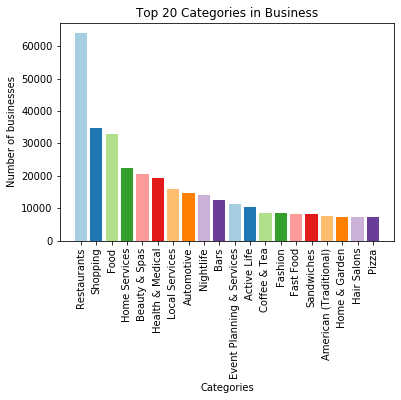 Top 20 Categories in Business
Number of businesses
60000
50000
40000
30000
20000
10000
0
Restaurants
Shopping
Food
Home Services
Beauty & Spas
Health & Medical
Local Services
Automotive
Nightlife
Bars
Event Planning & Services
Active Life
Coffee & Tea
Fashion
Fast Food
Sandwiches
American (Traditional)
Home & Garden
Hair Salons
Pizza
Categories